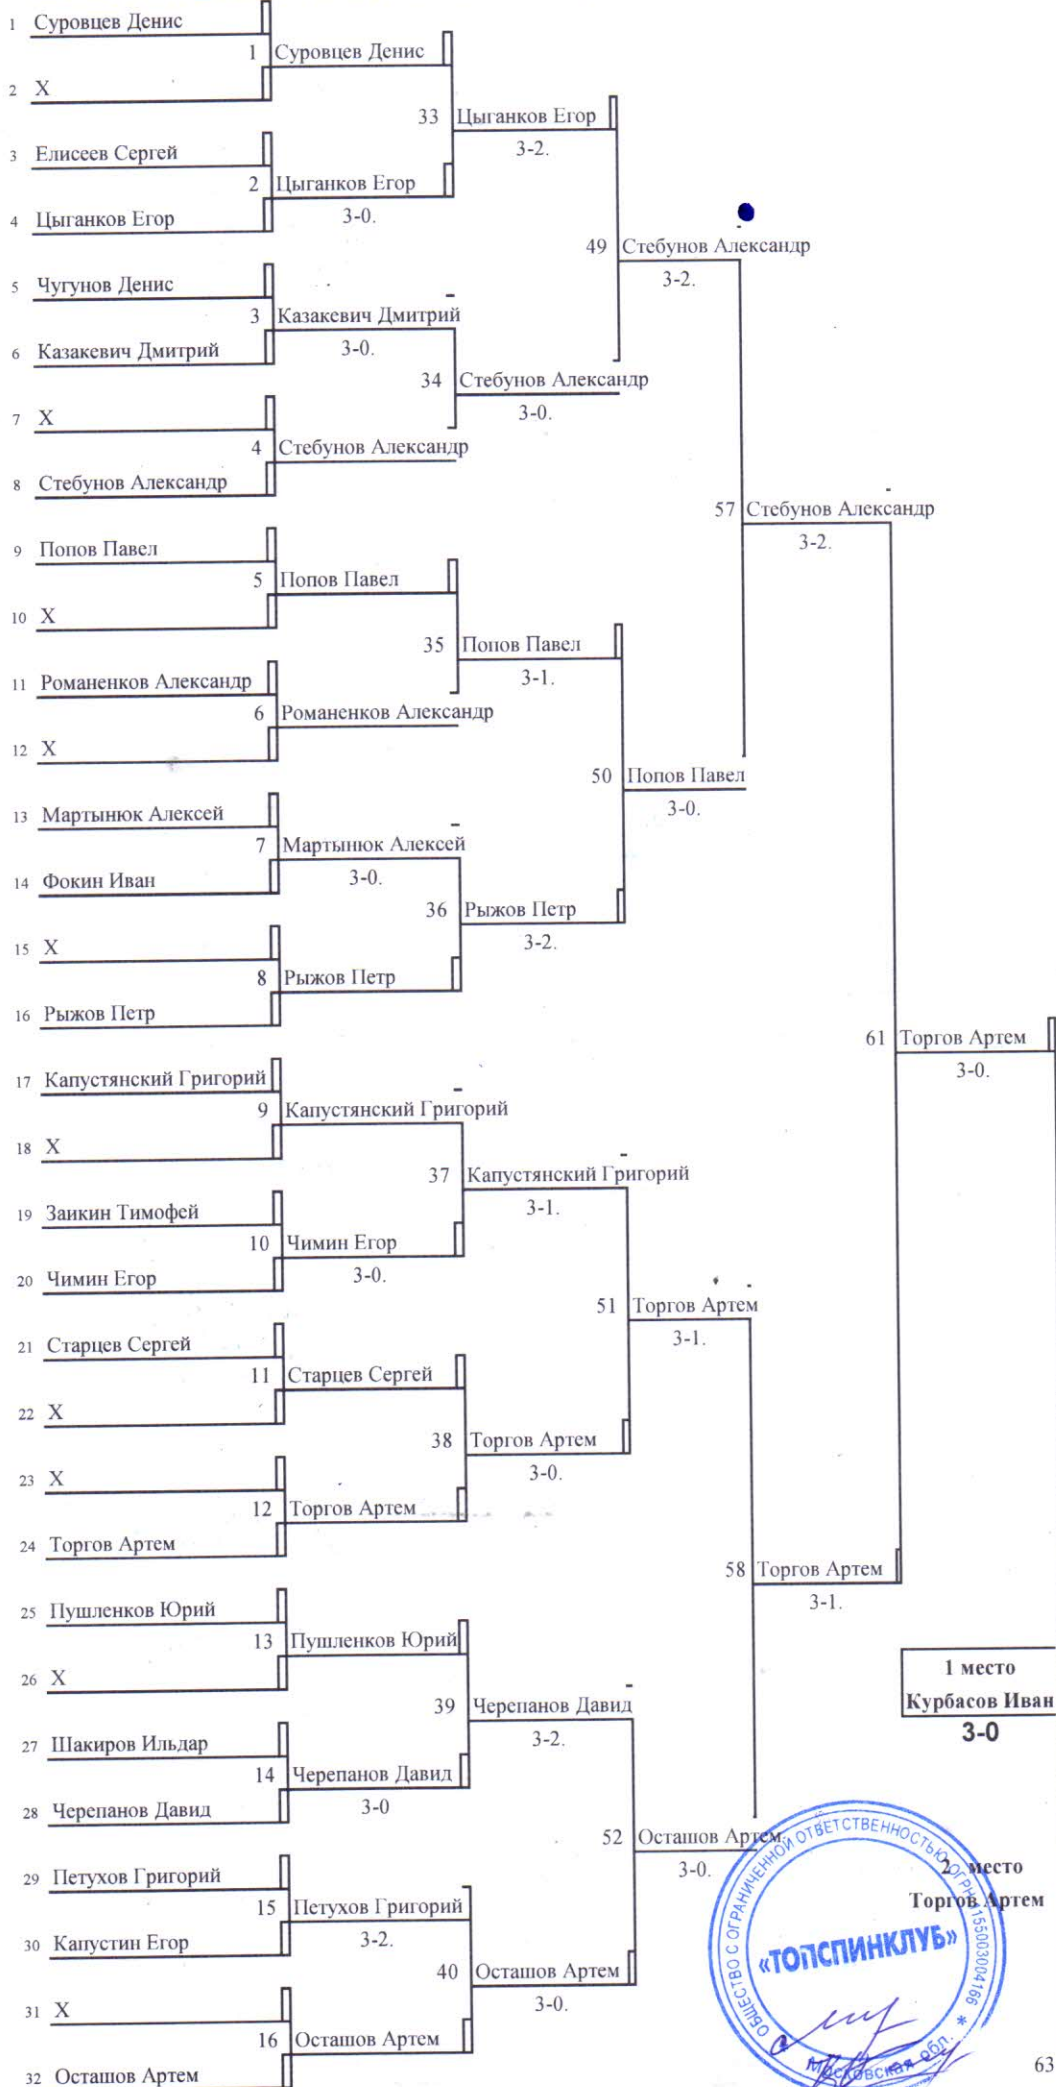 1 Суровцев Денис
1 Суровцев Денис
2 X
33 Цыганков Егор
3-2.
3 Елисеев Сергей
2 Цыганков Егор
3-0.
4 Цыганков Егор
49 Стебунов Александр
3-2.
5 Чугунов Денис
3 Казакевич Дмитрий
3-0.
6 Казакевич Дмитрий
34 Стебунов Александр
3-0.
7 X
4 Стебунов Александр
8 Стебунов Александр
57 Стебунов Александр
3-2.
9 Попов Павел
5 Попов Павел
10 X
35 Попов Павел
3-1.
11 Романенков Александр
6 Романенков Александр
12 X
50 Попов Павел
3-0.
13 Мартынюк Алексей
7 Мартынюк Алексей
3-0.
14 Фокин Иван
36 Рыжов Петр
3-2.
15 X
8 Рыжов Петр
16 Рыжов Петр
61 Торгов Артем
3-0.
17 Капустянский Григорий
9 Капустянский Григорий
18 X
37 Капустянский Григорий
3-1.
19 Заикин Тимофей
10 Чимин Егор
3-0.
20 Чимин Егор
51 Торгов Артем
3-1.
21 Старцев Сергей
11 Старцев Сергей
22 X
38 Торгов Артем
3-0.
23 X
12 Торгов Артем
24 Торгов Артем
58 Торгов Артем
3-1.
25 Пушленков Юрий
13 Пушленков Юрий
26 X
1 место
Курбасов Иван
3-0
39 Черепанов Давид
3-2.
27 Шакиров Ильдар
14 Черепанов Давид
3-0
28 Черепанов Давид
52 Осташов Артем
3-0.
2 место
Торгов Артем
29 Петухов Григорий
15 Петухов Григорий
3-2.
30 Капустин Егор
40 Осташов Артем
3-0.
31 X
16 Осташов Артем
32 Осташов Артем
63
ОБЩЕСТВО С ОГРАНИЧЕННОЙ ОТВЕТСТВЕННОСТЬЮ ОГРН 1155003004166 *
«ТОПСПИНКЛУБ»
Московская обл.